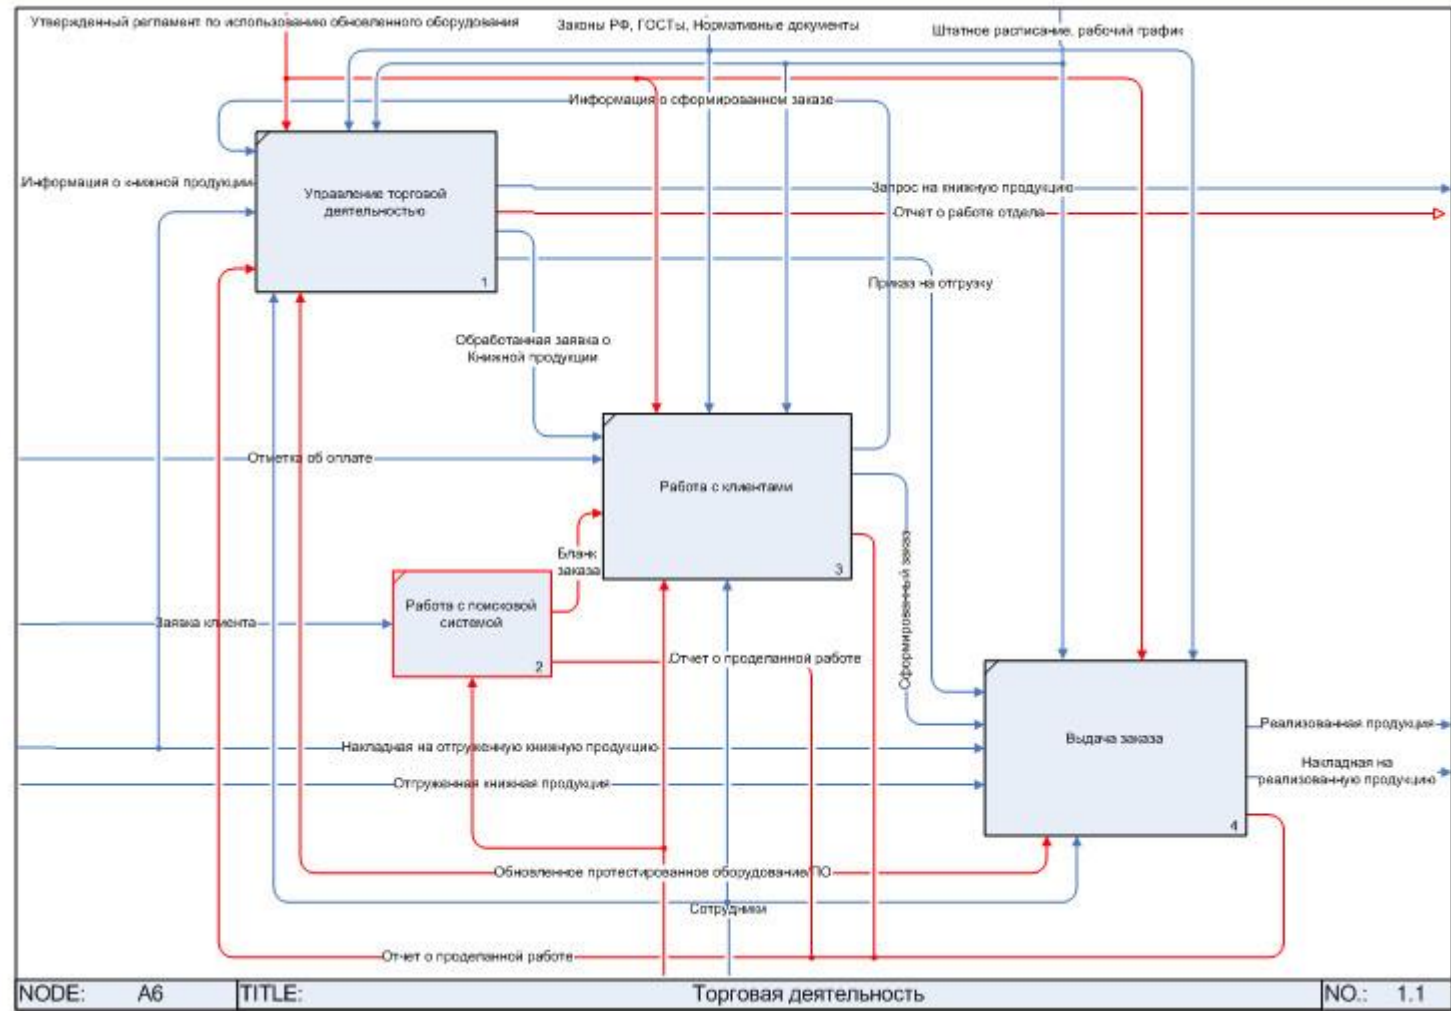 Утвержденный регламент по использованию обновленного оборудования
Законы РФ, ГОСТы, Нормативные документы
Штатное расписание, рабочий график
Информация о сформированном заказе
Информация о книжной продукции
Управление торговой
деятельностью
1
Запрос на книжную продукцию
Отчет о работе отдела
Приказ на отгрузку
Обработанная заявка о
Книжной продукции
Отметка об оплате
Работа с клиентами
3
Бланк
заказа
Сформированный заказ
Работа с поисковой
системой
2
Заявка клиента
Отчет о проделанной работе
Накладная на отгруженную книжную продукцию
Отгруженная книжная продукция
Выдача заказа
4
Реализованная продукция
Накладная на
реализованную продукцию
Обновленное протестированное оборудование/ПО
Сотрудники
Отчет о проделанной работе
NODE: A6 TITLE: Торговая деятельность NO.: 1.1